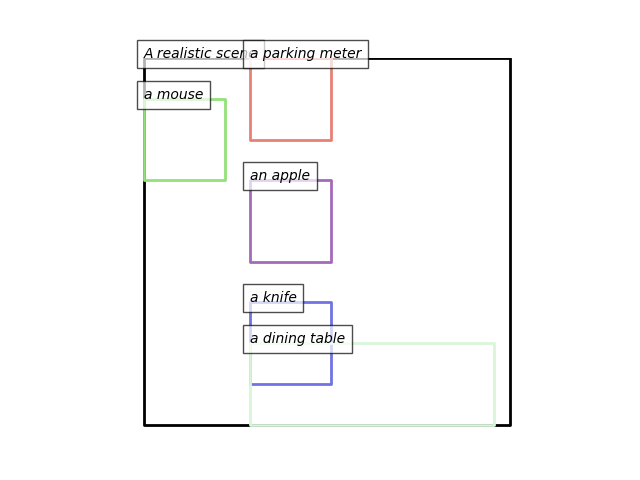 A realistic scen
a parking meter
a mouse
an apple
a knife
a dining table